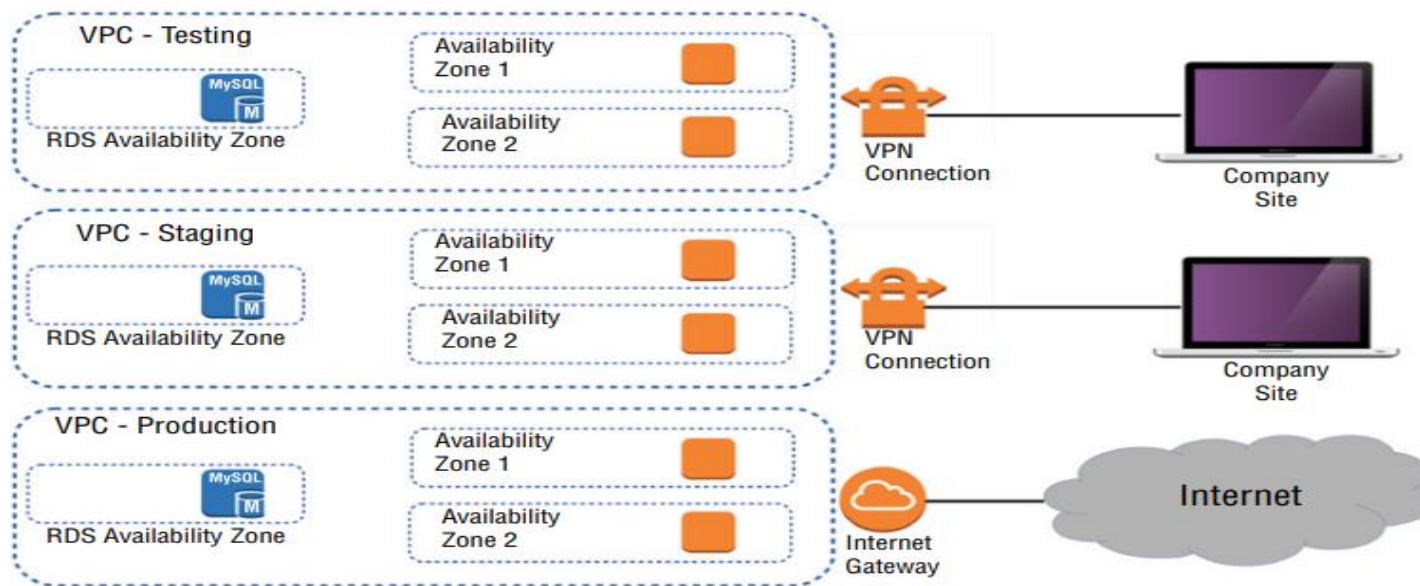 VPC - Testing
Availability
Zone 1
MySQL
M
RDS Availability Zone
Availability
Zone 2
VPN
Connection
Company
Site
VPC - Staging
Availability
Zone 1
MySQL
M
RDS Availability Zone
Availability
Zone 2
VPN
Connection
Company
Site
VPC - Production
Availability
Zone 1
MySQL
M
RDS Availability Zone
Availability
Zone 2
Internet
Gateway
Internet